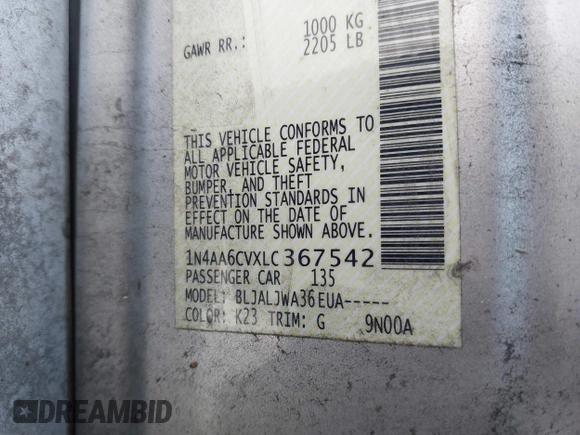 GAWR RR.: 1000 KG
2205 LB
THIS VEHICLE CONFORMS TO
ALL APPLICABLE FEDERAL
MOTOR VEHICLE SAFETY,
BUMPER, AND THEFT
PREVENTION STANDARDS IN
EFFECT ON THE DATE OF
MANUFACTURE SHOWN ABOVE.
1N4AA6CVXLC367542
PASSENGER CAR 135
MODEL: BLJALJWA36EUA-----
COLOR: K23 TRIM: G 9N00A
DREAMBID